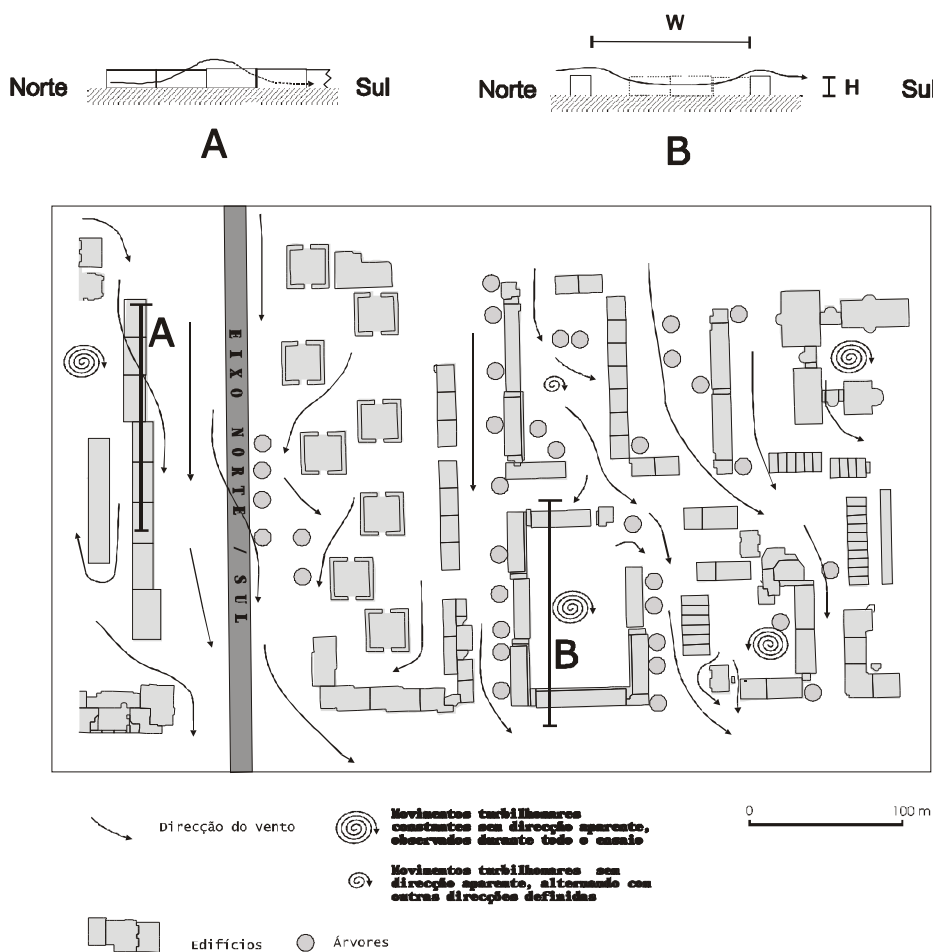 W
Norte
Sul
Norte
H
Sul
A
B
A
EIXO NORTE / SUL
B
0
100 m
Direcção do vento
Movimentos turbilhonares
constantes sem direcção aparente,
observados durante todo o ensaio
Movimentos turbilhonares sem
direcção aparente, alternando com
outras direcções definidas
Edifícios
Árvores